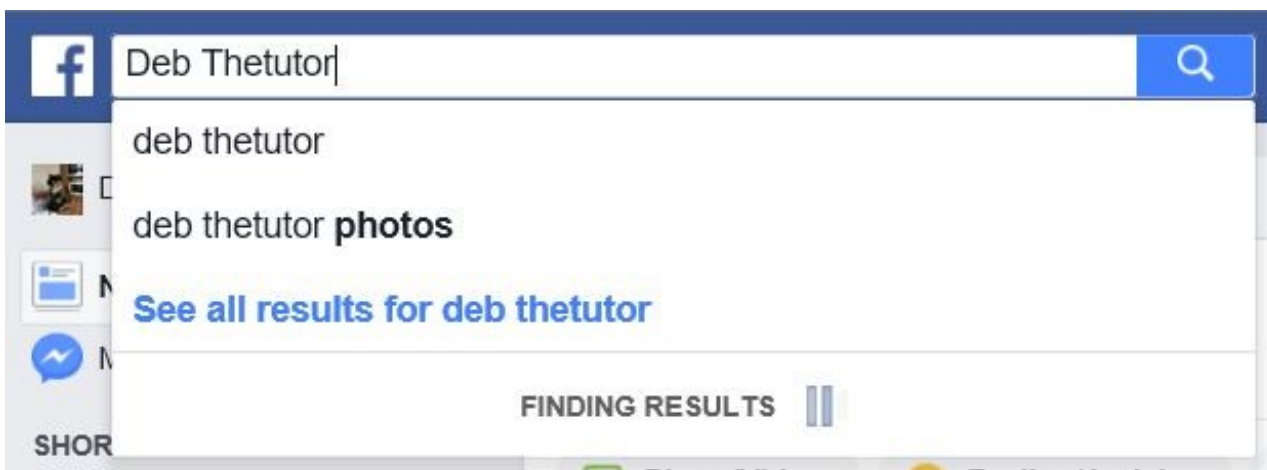 f Deb Thetutor
deb thetutor
D
deb thetutor photos
N
See all results for deb thetutor
M
FINDING RESULTS
SHOR